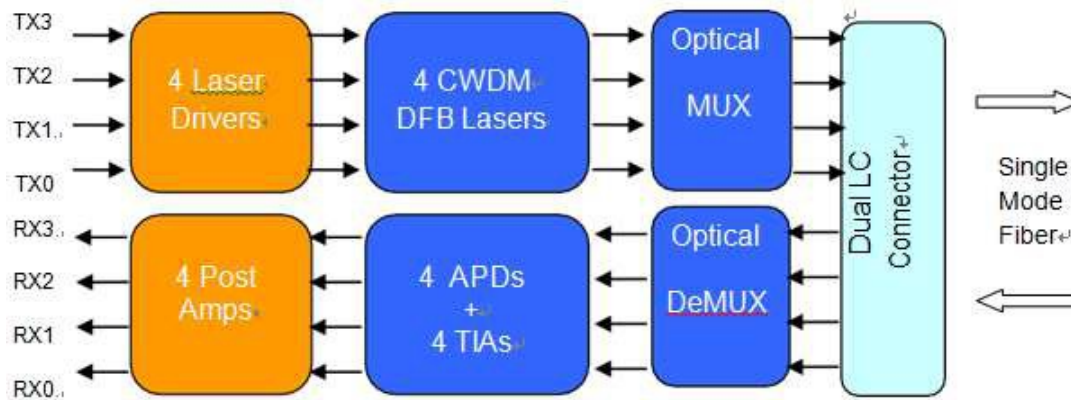 TX3
TX2
TX1.
TX0
4 Laser
Drivers
4 CWDM
DFB Lasers
Optical
MUX
Dual LC
Connector
Single
Mode
Fiber
RX3.
RX2
RX1
RX0.
4 Post
Amps
4 APDs
+
4 TIAs
Optical
DeMUX